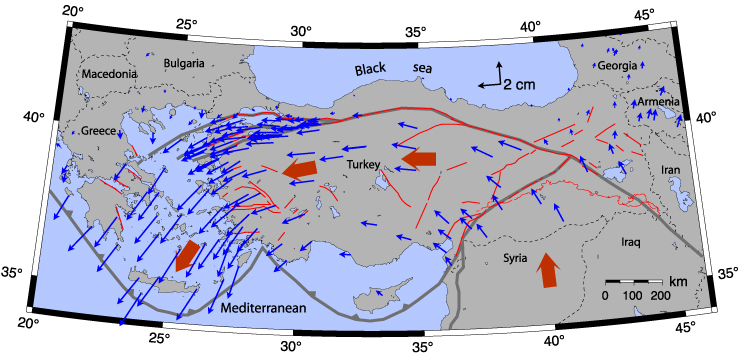 20° 25° 30° 35° 40° 45°
Bulgaria
Black sea
Georgia
Macedonia
2 cm
Armenia
40° 40°
Greece
Turkey
Iran
Iraq
Syria
35° 35°
km
0 100 200
Mediterranean
20° 25° 30° 35° 40° 45°